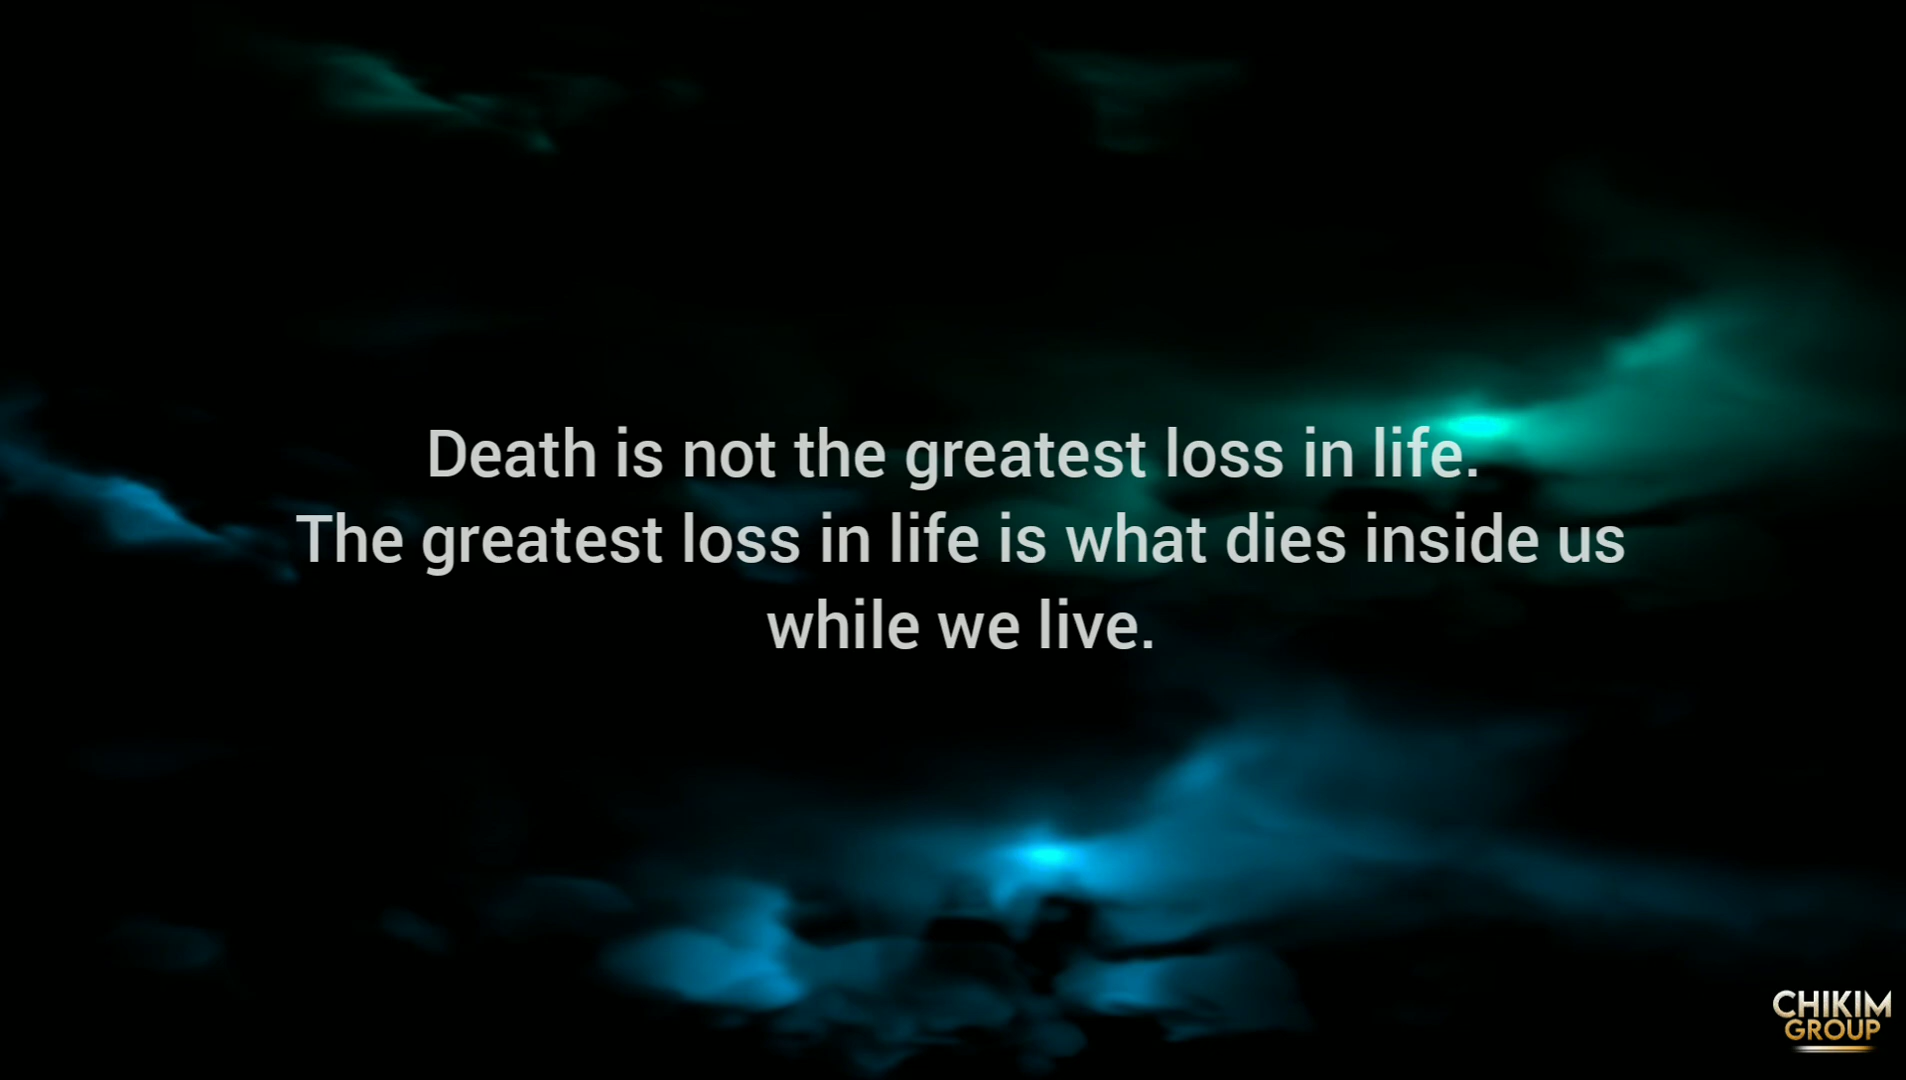 Death is not the greatest loss in life.
The greatest loss in life is what dies inside us
while we live.
CHIKIM
GROUP